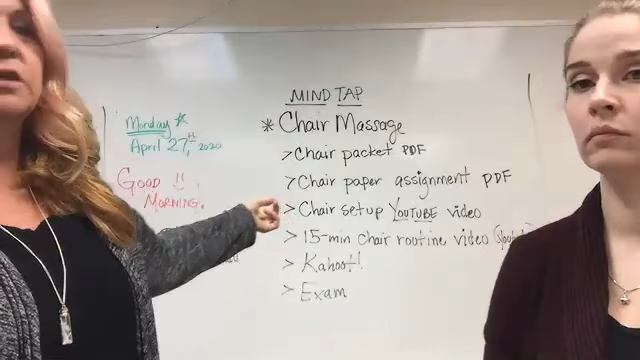 MIND TAP
Monday *
April 27th, 2020
* Chair Massage
> Chair packet PDF
GOOD
MORNING.
> Chair paper assignment PDF
> Chair setup YOUTUBE video
> 15-min Chair routine video
> Kahoot!
> Exam